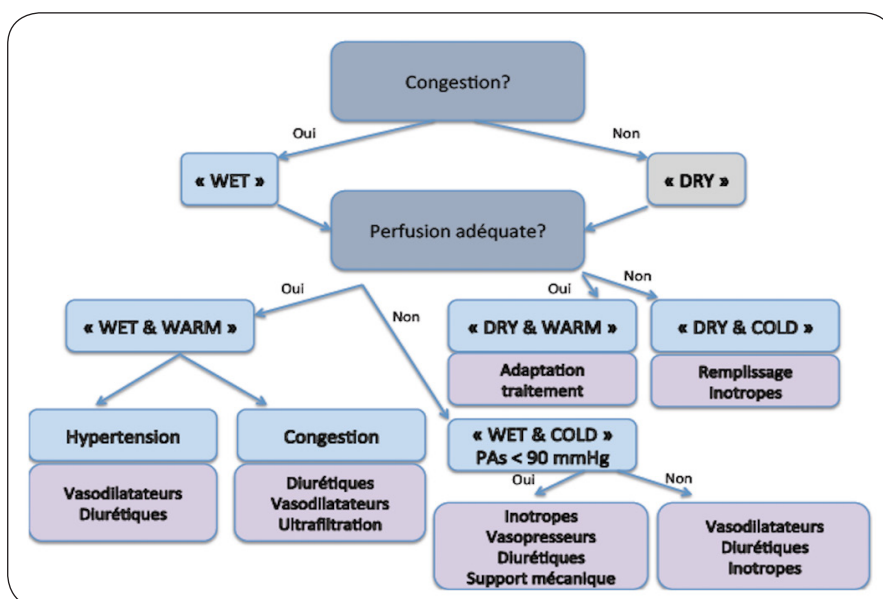 Congestion?
Oui
Non
« WET »
« DRY »
Perfusion adéquate?
Oui
Non
Oui
Non
« WET & WARM »
« DRY & WARM »
Adaptation
traitement
« DRY & COLD »
Remplissage
Inotropes
Hypertension
Vasodilatateurs
Diurétiques
Congestion
Diurétiques
Vasodilatateurs
Ultrafiltration
« WET & COLD »
PAs < 90 mmHg
Oui
Non
Inotropes
Vasopresseurs
Diurétiques
Support mécanique
Vasodilatateurs
Diurétiques
Inotropes